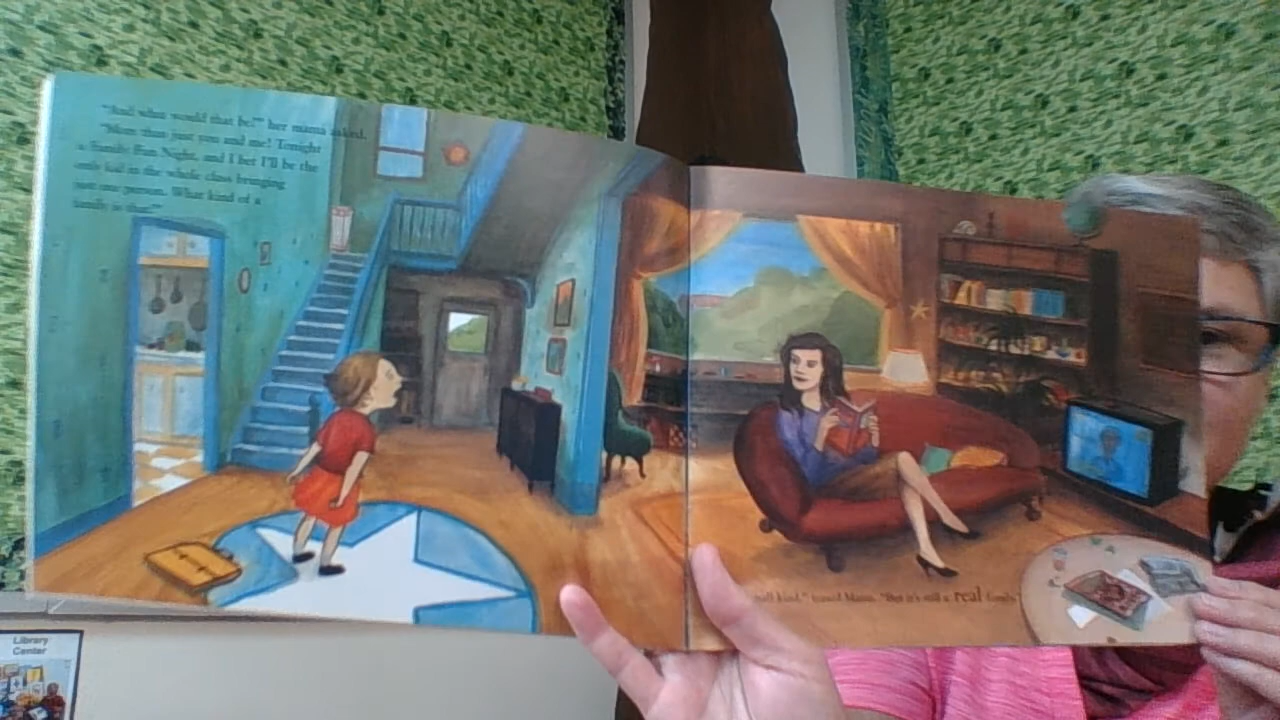 "And what would that be?" her mama asked.
"More than just you and me! Tonight
a Family Fun Night, and I bet I'll be the
only kid in the whole class bringing
just one person. What kind of a
family is that?"
small kind," teased Mama. "But it's still a real family."
Library
Center